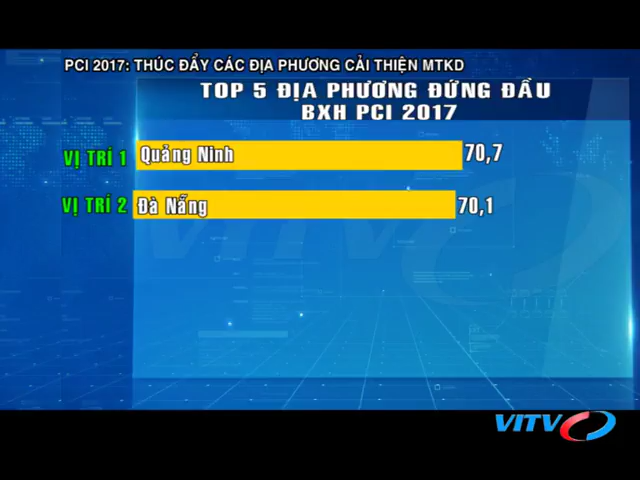 PCI 2017: THÚC ĐẨY CÁC ĐỊA PHƯƠNG CẢI THIỆN MTKD
TOP 5 ĐỊA PHƯƠNG ĐỨNG ĐẦU
BXH PCI 2017
VỊ TRÍ 1 Quảng Ninh 70,7
VỊ TRÍ 2 Đà Nẵng 70,1
VITV
VITV